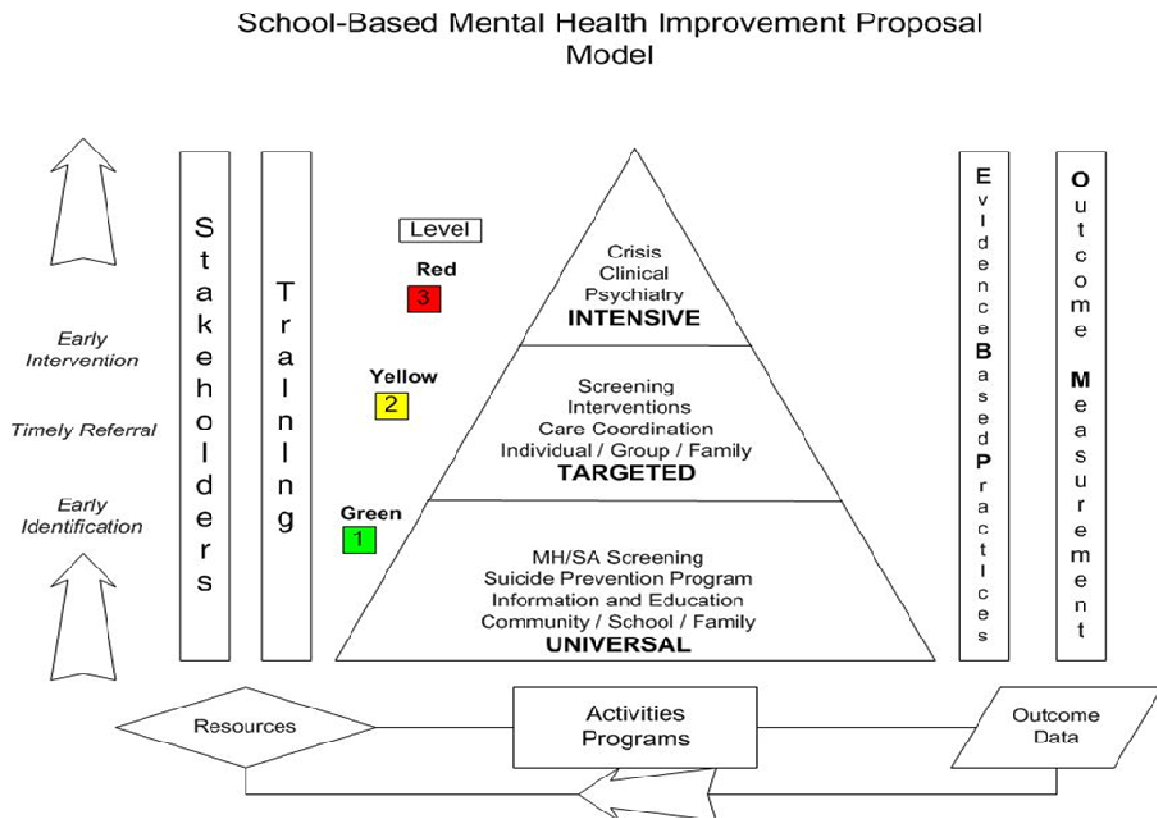 School-Based Mental Health Improvement Proposal
Model
Early
Intervention
Timely Referral
Early
Identification
Stakeholders
TraInIng
Level
Red
3
Yellow
2
Green
1
Crisis
Clinical
Psychiatry
INTENSIVE
Screening
Interventions
Care Coordination
Individual / Group / Family
TARGETED
MH/SA Screening
Suicide Prevention Program
Information and Education
Community / School / Family
UNIVERSAL
EvIdenceBasedPractIces
Outcome Measurement
Resources
Activities
Programs
Outcome
Data